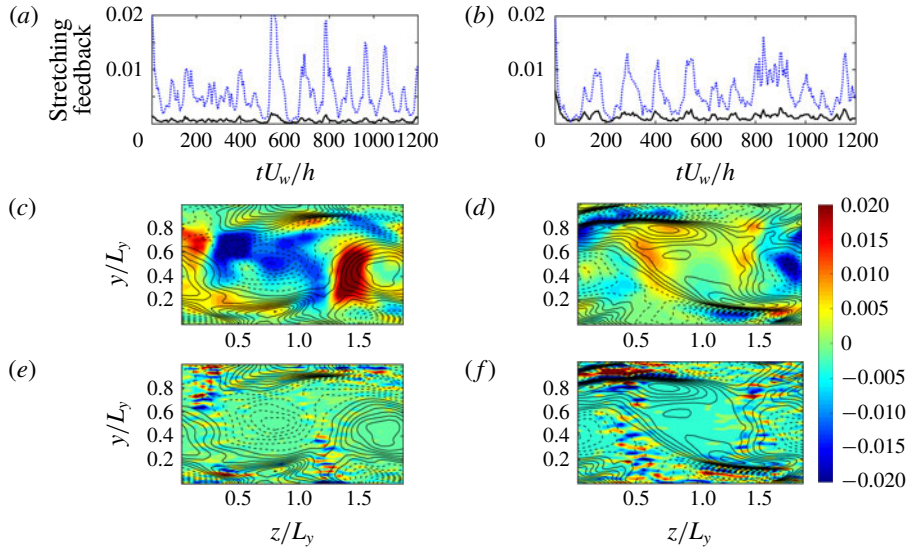 (a)
(b)
Stretching
feedback
0.02
0.01
0 200 400 600 800 1000 1200
tU_w/h
0.02
0.01
0 200 400 600 800 1000 1200
tU_w/h
(c)
y/L_y
0.8
0.6
0.4
0.2
0.5 1.0 1.5
(d)
y/L_y
0.8
0.6
0.4
0.2
0.5 1.0 1.5
(e)
y/L_y
0.8
0.6
0.4
0.2
0.5 1.0 1.5
z/L_y
(f)
y/L_y
0.8
0.6
0.4
0.2
0.5 1.0 1.5
z/L_y
0.020
0.015
0.010
0.005
0
−0.005
−0.010
−0.015
−0.020